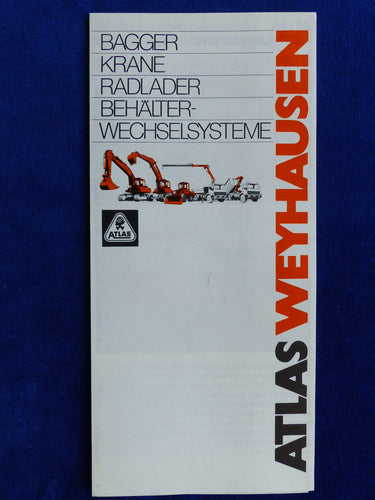 BAGGER
KRANE
RADLADER
BEHÄLTER-
WECHSELSYSTEME
ATLAS
ATLAS WEYHAUSEN